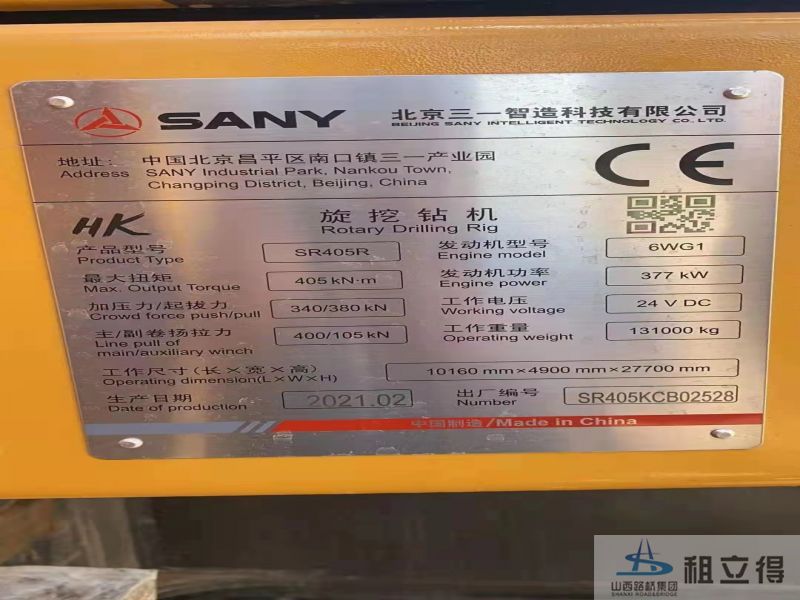 SANY 北京三一智造科技有限公司
BEIJING SANY INTELLIGENT TECHNOLOGY CO., LTD.
CE
地址: 中国北京昌平区南口镇三一产业园
Address SANY Industrial Park, Nankou Town,
Changping District, Beijing, China
HK
旋挖钻机
Rotary Drilling Rig
产品型号 SR405R
Product Type
发动机型号 6WG1
Engine model
最大扭矩 405 kN·m
Max. Output Torque
发动机功率 377 kW
Engine power
加压力/起拔力 340/380 kN
Crowd force push/pull
工作电压 24 V DC
Working voltage
主/副卷扬拉力 400/105 kN
Line pull of
main/auxiliary winch
工作重量 131000 kg
Operating weight
工作尺寸(长×宽×高) 10160 mm×4900 mm×27700 mm
Operating dimension(L×W×H)
生产日期 2021.02
Date of production
出厂编号 SR405KCB02528
Number
中国制造/Made in China
山西路桥集团 租立得
SHANXI ROAD&BRIDGE